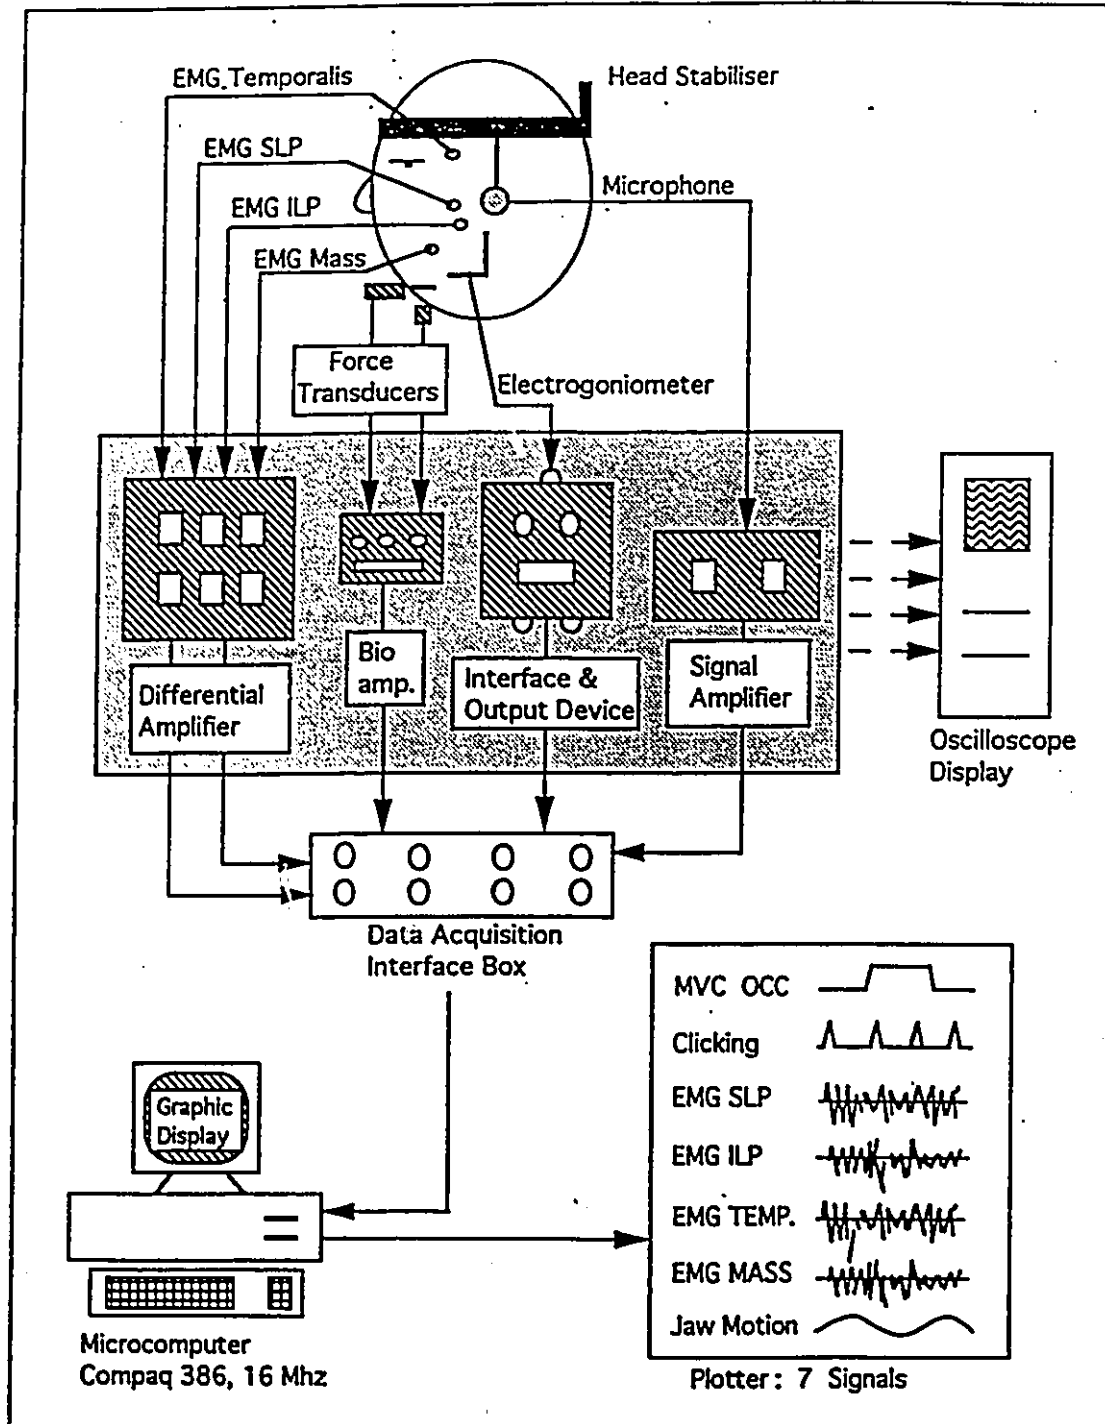 EMG Temporalis
Head Stabiliser
EMG SLP
Microphone
EMG ILP
EMG Mass
Force
Transducers
Electrogoniometer
Differential
Amplifier
Bio
amp.
Interface &
Output Device
Signal
Amplifier
Oscilloscope
Display
Data Acquisition
Interface Box
MVC OCC
Clicking
EMG SLP
EMG ILP
EMG TEMP.
EMG MASS
Jaw Motion
Graphic
Display
Microcomputer
Compaq 386, 16 Mhz
Plotter: 7 Signals